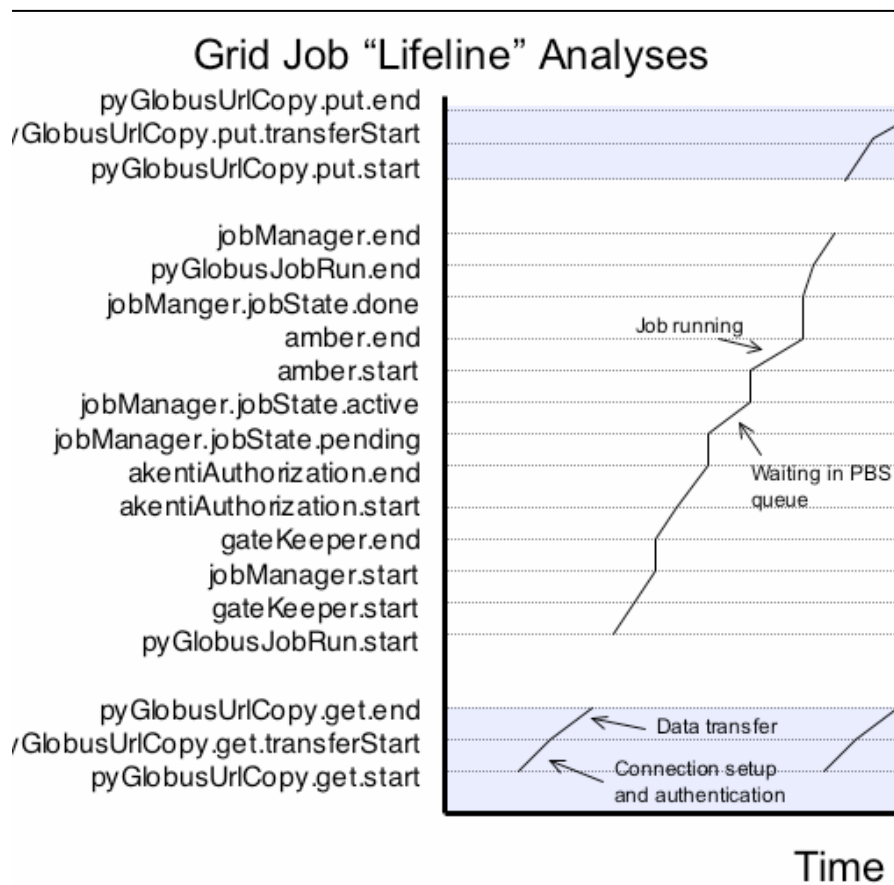 Grid Job “Lifeline” Analyses
pyGlobusUrlCopy.put.end
yGlobusUrlCopy.put.transferStart
pyGlobusUrlCopy.put.start
jobManager.end
pyGlobusJobRun.end
jobManger.jobState.done
amber.end
amber.start
jobManager.jobState.active
jobManager.jobState.pending
akentiAuthorization.end
akentiAuthorization.start
gateKeeper.end
jobManager.start
gateKeeper.start
pyGlobusJobRun.start
pyGlobusUrlCopy.get.end
yGlobusUrlCopy.get.transferStart
pyGlobusUrlCopy.get.start
Job running
Waiting in PBS
queue
Data transfer
Connection setup
and authentication
Time